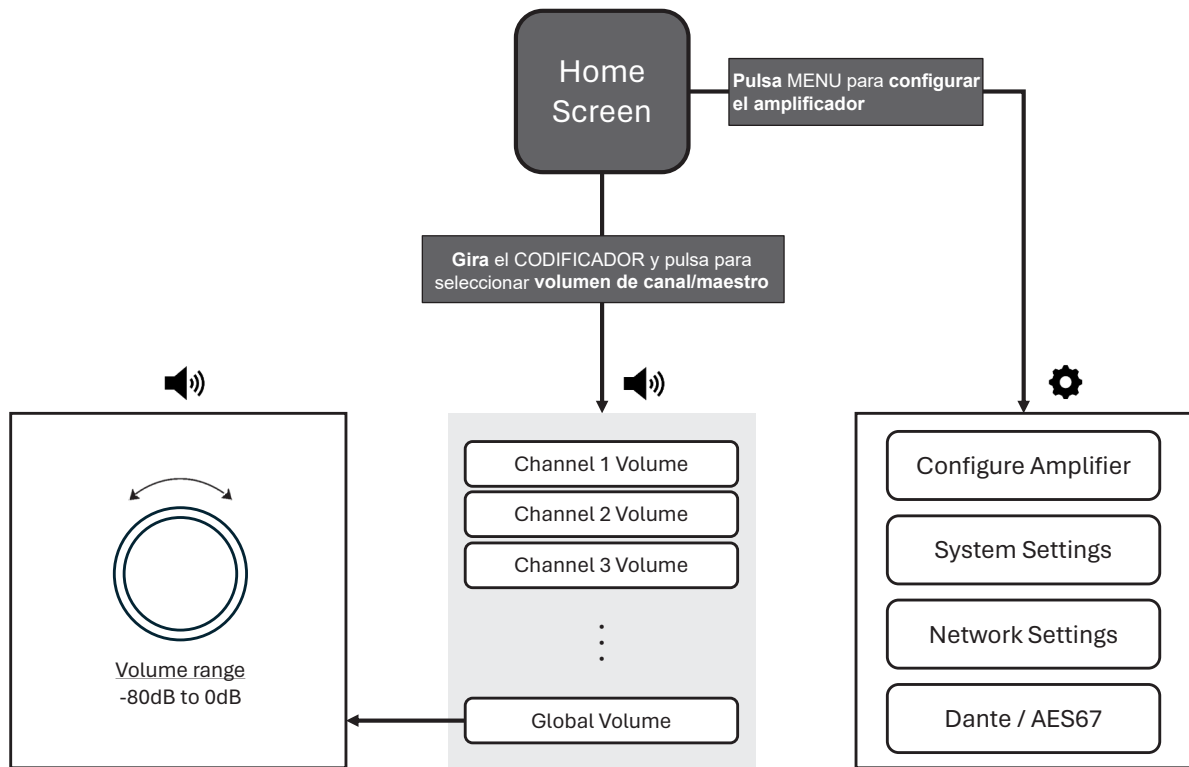 Home
Screen
Pulsa MENU para configurar
el amplificador
Gira el CODIFICADOR y pulsa para
seleccionar volumen de canal/maestro
Volume range
-80dB to 0dB
Channel 1 Volume
Channel 2 Volume
Channel 3 Volume
Global Volume
Configure Amplifier
System Settings
Network Settings
Dante / AES67